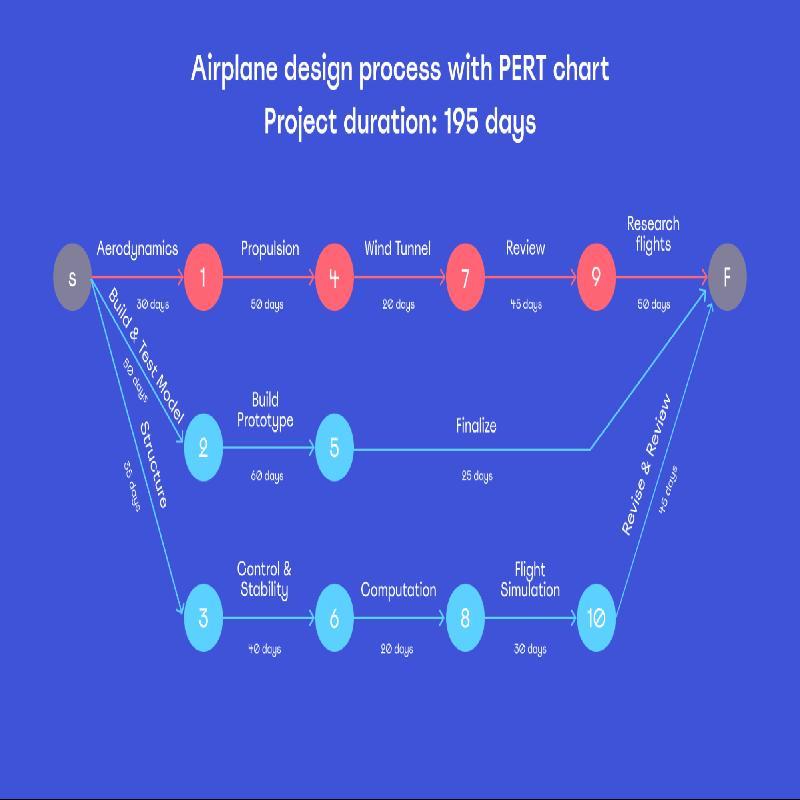 Airplane design process with PERT chart
Project duration: 195 days
Research
flights
Aerodynamics
Propulsion
Wind Tunnel
Review
s
1
4
7
9
F
30 days
50 days
20 days
45 days
50 days
Build & Test Model
50 days
Build
Prototype
Finalize
2
5
60 days
25 days
Structure
35 days
Revise & Review
45 days
Control &
Stability
Computation
Flight
Simulation
3
6
8
10
40 days
20 days
30 days